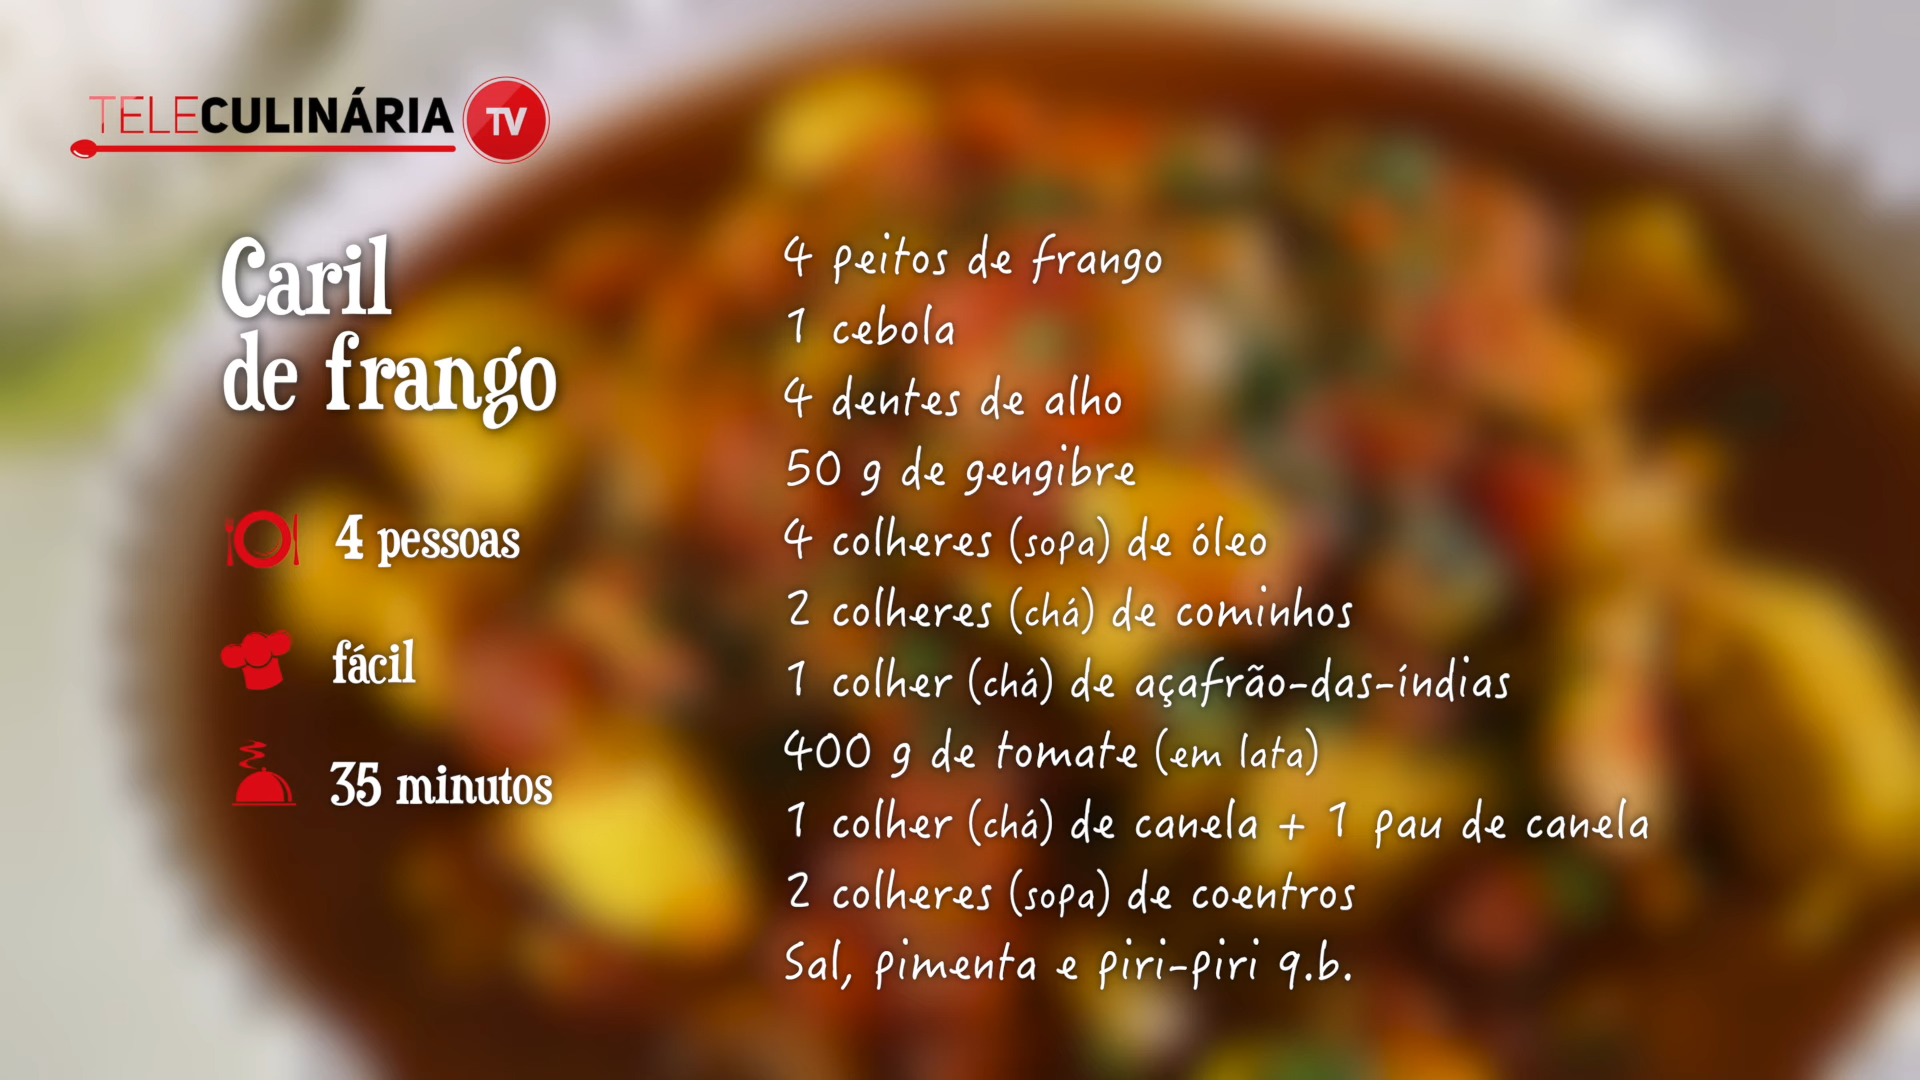 TELECULINÁRIA TV
Caril
de frango
4 pessoas
fácil
35 minutos
4 peitos de frango
1 cebola
4 dentes de alho
50 g de gengibre
4 colheres (sopa) de óleo
2 colheres (chá) de cominhos
1 colher (chá) de açafrão-das-índias
400 g de tomate (em lata)
1 colher (chá) de canela + 1 pau de canela
2 colheres (sopa) de coentros
Sal, pimenta e piri-piri q.b.